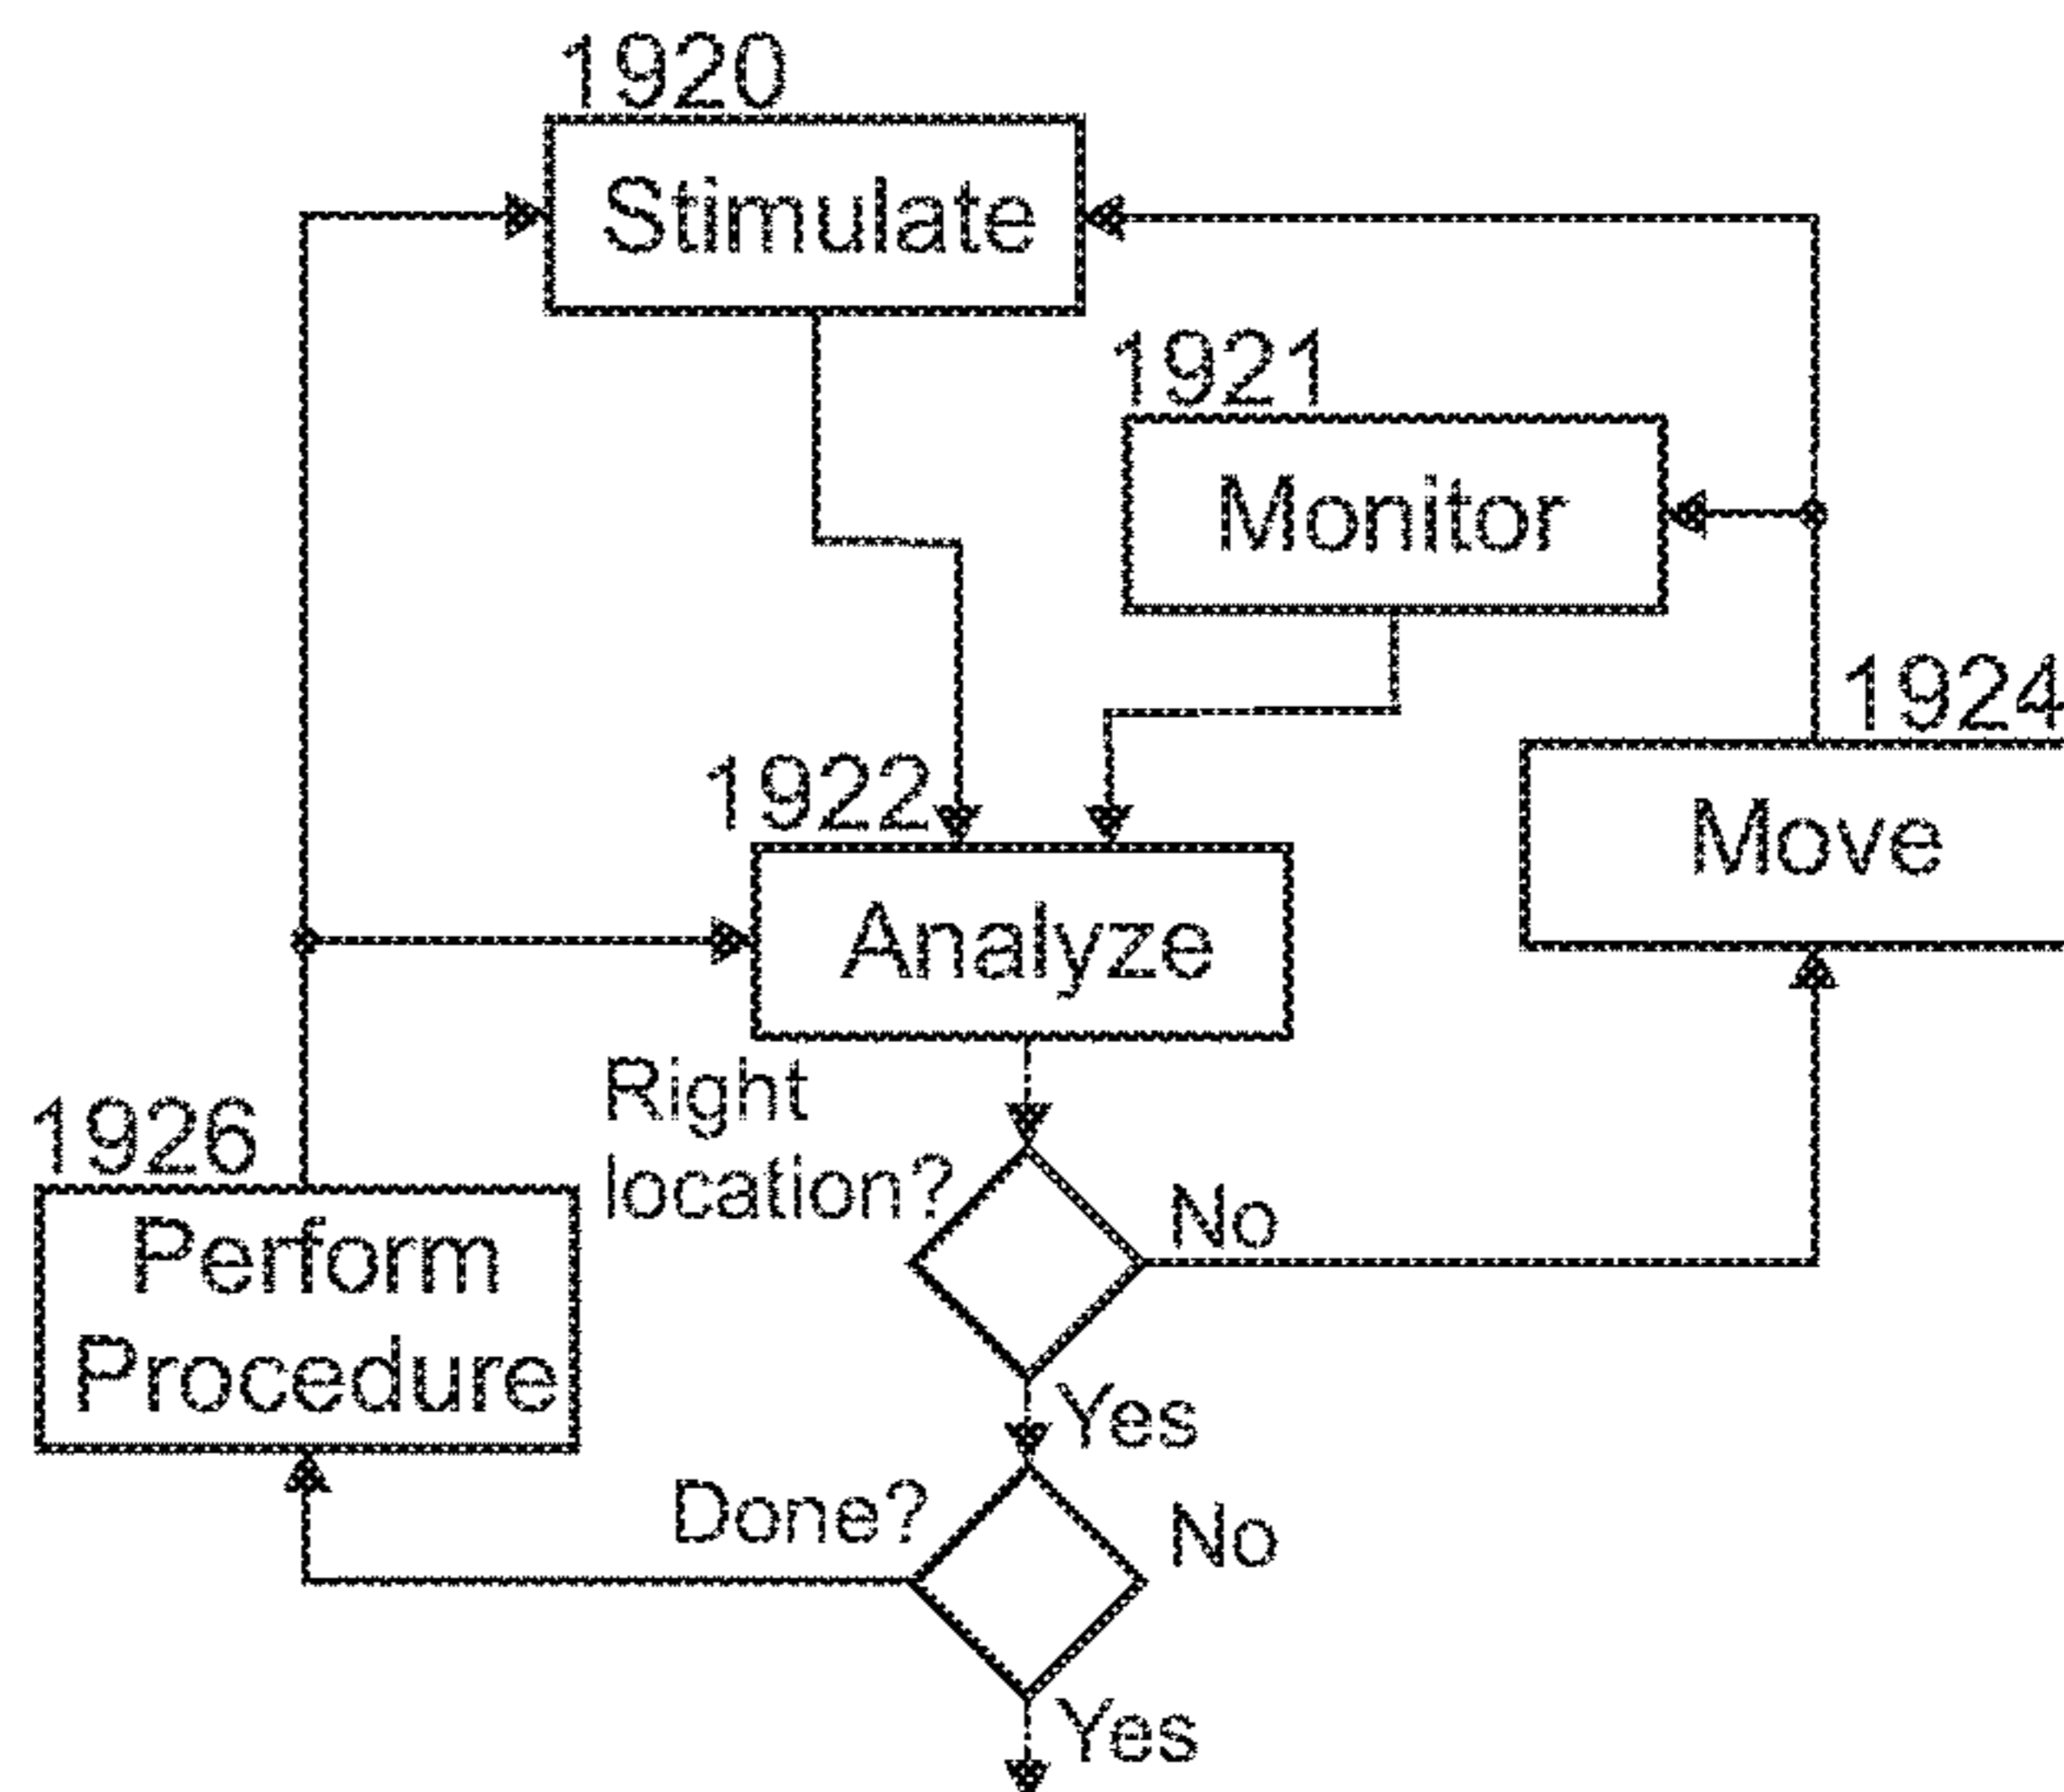 1920
Stimulate
1921
Monitor
1924
Move
1922
Analyze
Right
location?
No
1926
Perform
Procedure
Yes
Done?
No
Yes